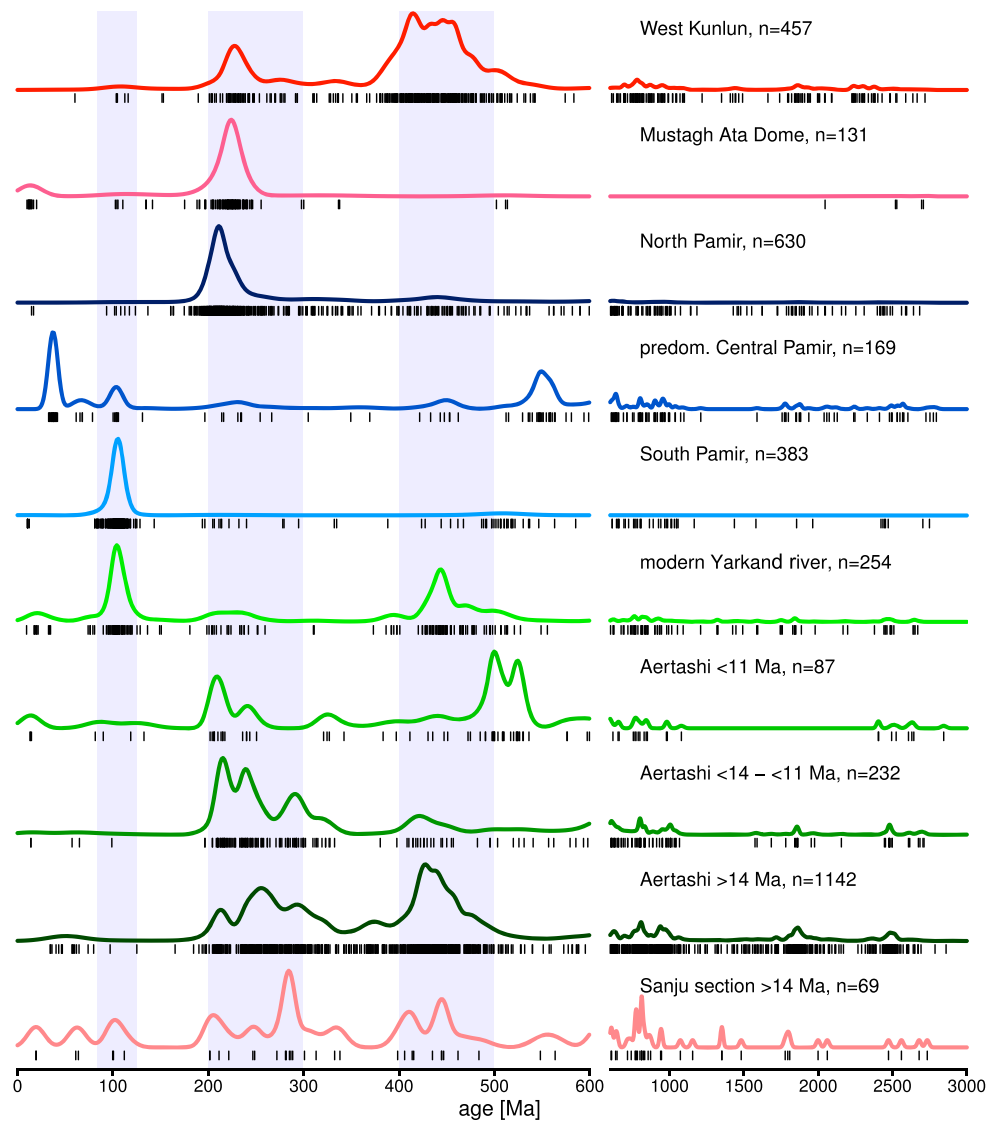 West Kunlun, n=457
Mustagh Ata Dome, n=131
North Pamir, n=630
predom. Central Pamir, n=169
South Pamir, n=383
modern Yarkand river, n=254
Aertashi <11 Ma, n=87
Aertashi <14 – <11 Ma, n=232
Aertashi >14 Ma, n=1142
Sanju section >14 Ma, n=69
0 100 200 300 400 500 600 1000 1500 2000 2500 3000
age [Ma]